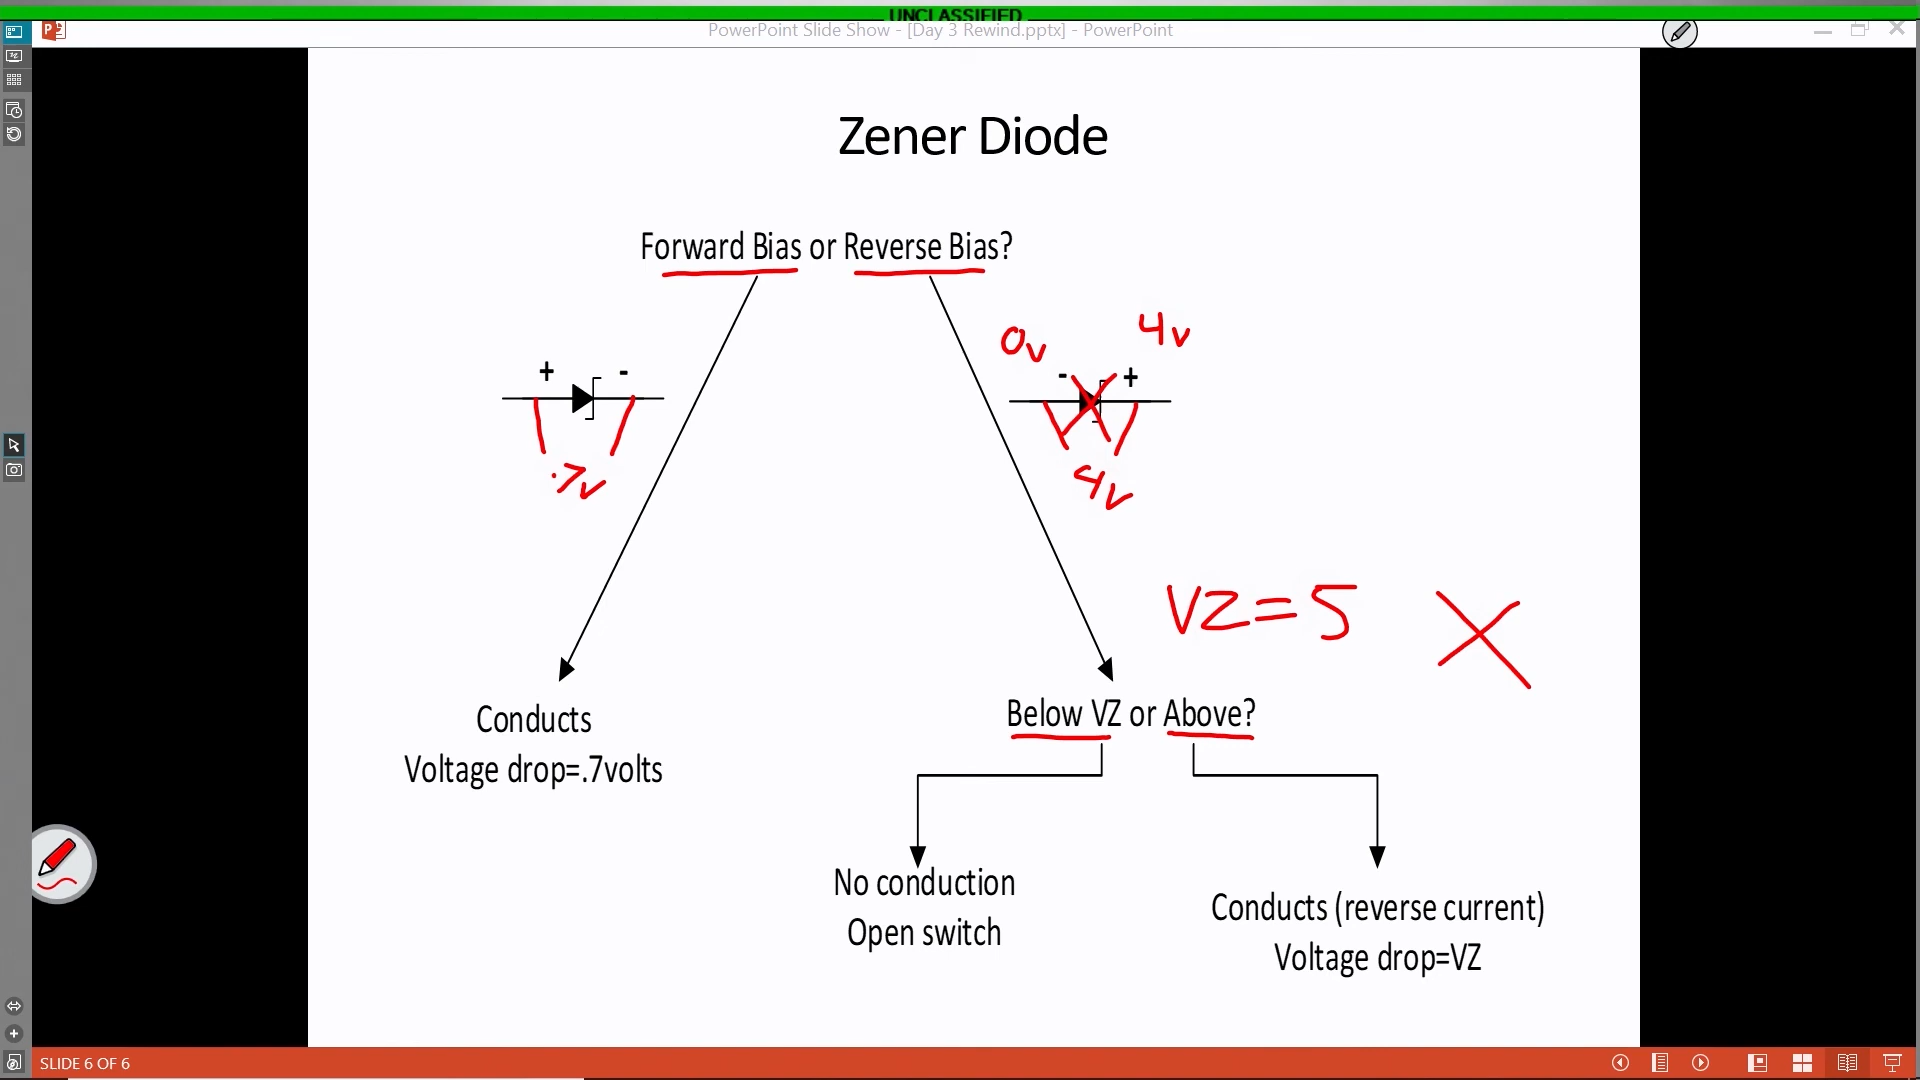 UNCLASSIFIED
PowerPoint Slide Show - [Day 3 Rewind.pptx] - PowerPoint
Zener Diode
Forward Bias or Reverse Bias?
0v
4v
+ -
- +
.7v
4v
VZ=5
Conducts
Voltage drop=.7volts
Below VZ or Above?
No conduction
Open switch
Conducts (reverse current)
Voltage drop=VZ
SLIDE 6 OF 6